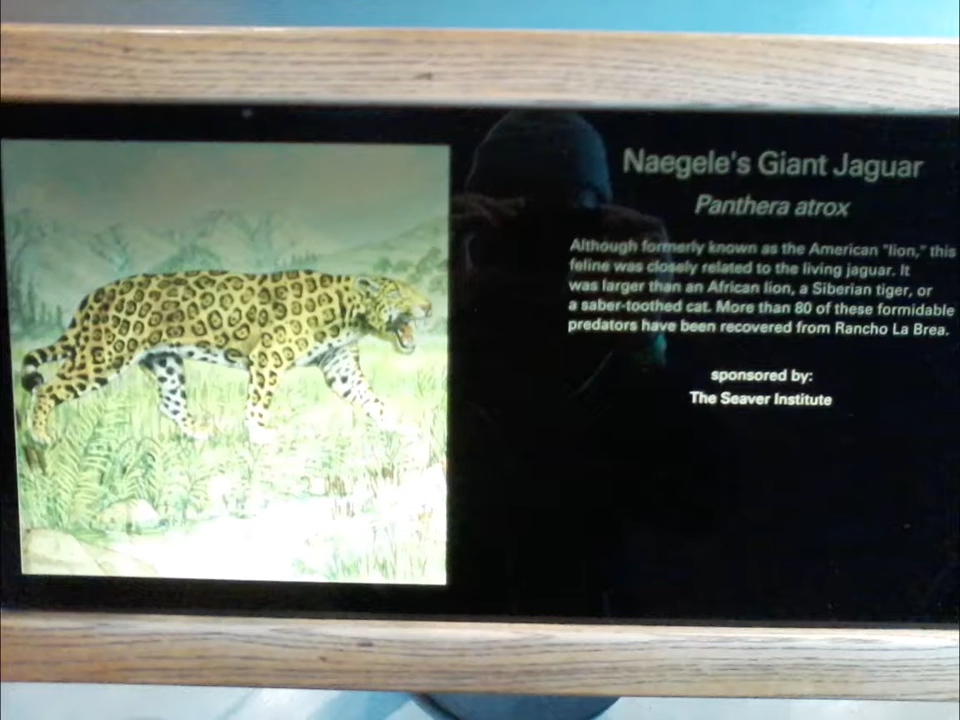 Naegele's Giant Jaguar
Panthera atrox
Although formerly known as the American "lion," this
feline was closely related to the living jaguar. It
was larger than an African lion, a Siberian tiger, or
a saber-toothed cat. More than 80 of these formidable
predators have been recovered from Rancho La Brea.
sponsored by:
The Seaver Institute